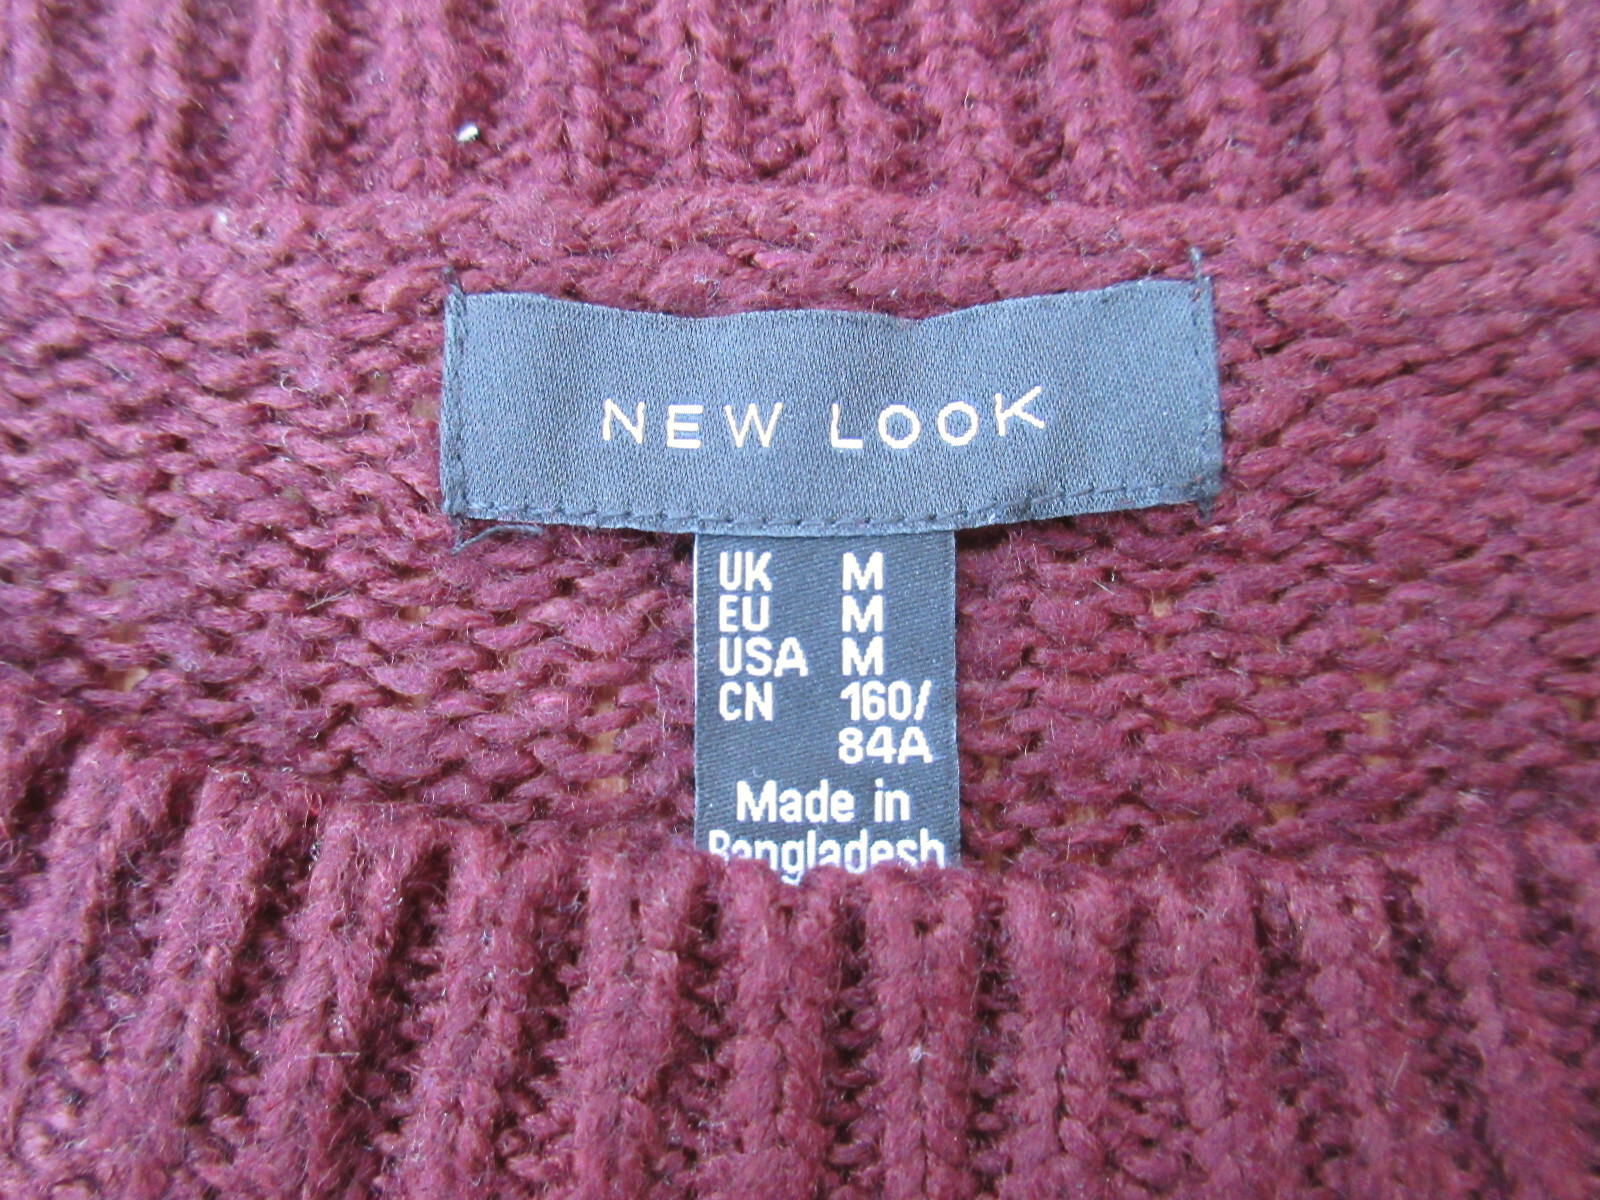 NEW LOOK
UK M
EU M
USA M
CN 160/
84A
Made in
Bangladesh